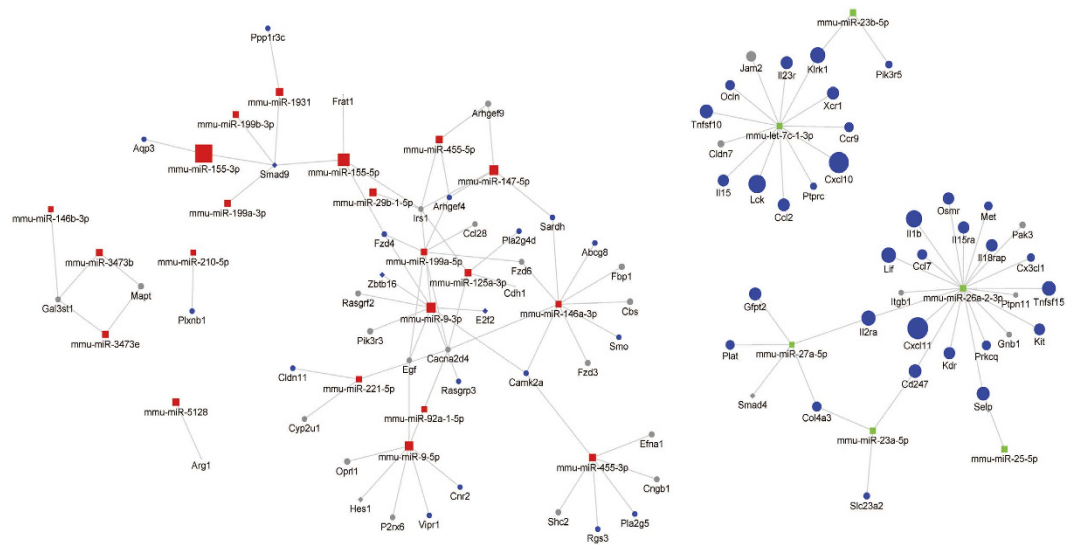 mmu-miR-23b-5p
Ppp1r3c
Jam2
Il23r
Klrk1
Pik3r5
mmu-miR-1931
Frat1
Ocln
Xcr1
mmu-miR-199b-3p
Arhgef9
Tnfsf10
mmu-let-7c-1-3p
Aqp3
mmu-miR-455-5p
Cldn7
Ccr9
mmu-miR-155-3p
Smad9
mmu-miR-155-5p
mmu-miR-147-5p
Il15
Cxcl10
mmu-miR-29b-1-5p
Arhgef4
Lck
Ccl2
Ptprc
mmu-miR-146b-3p
mmu-miR-199a-3p
Irs1
Sardh
Osmr
Met
Ccl28
Il1b
Il15ra
Pak3
Fzd4
Pla2g4d
Abcg8
Il18rap
mmu-miR-3473b
mmu-miR-210-5p
mmu-miR-199a-5p
Fzd6
Lif
Ccl7
Cx3cl1
Zbtb16
mmu-miR-125a-3p
Fbp1
Cdh1
Gal3st1
Mapt
Rasgrf2
Itgb1
mmu-miR-26a-2-3p
Ptpn11
Tnfsf15
Plxnb1
mmu-miR-9-3p
E2f2
mmu-miR-146a-3p
Cbs
Gfpt2
Il2ra
Cxcl11
Gnb1
Kit
mmu-miR-3473e
Pik3r3
Smo
Plat
mmu-miR-27a-5p
Kdr
Prkcq
Egf
Cacna2d4
Fzd3
Cd247
Cldn11
mmu-miR-221-5p
Rasgrp3
Camk2a
Smad4
Selp
mmu-miR-5128
Cyp2u1
mmu-miR-92a-1-5p
Col4a3
mmu-miR-23a-5p
Arg1
Oprl1
mmu-miR-9-5p
mmu-miR-455-3p
Efna1
mmu-miR-25-5p
Hes1
Cnr2
Cngb1
P2rx6
Vipr1
Shc2
Pla2g5
Slc23a2
Rgs3